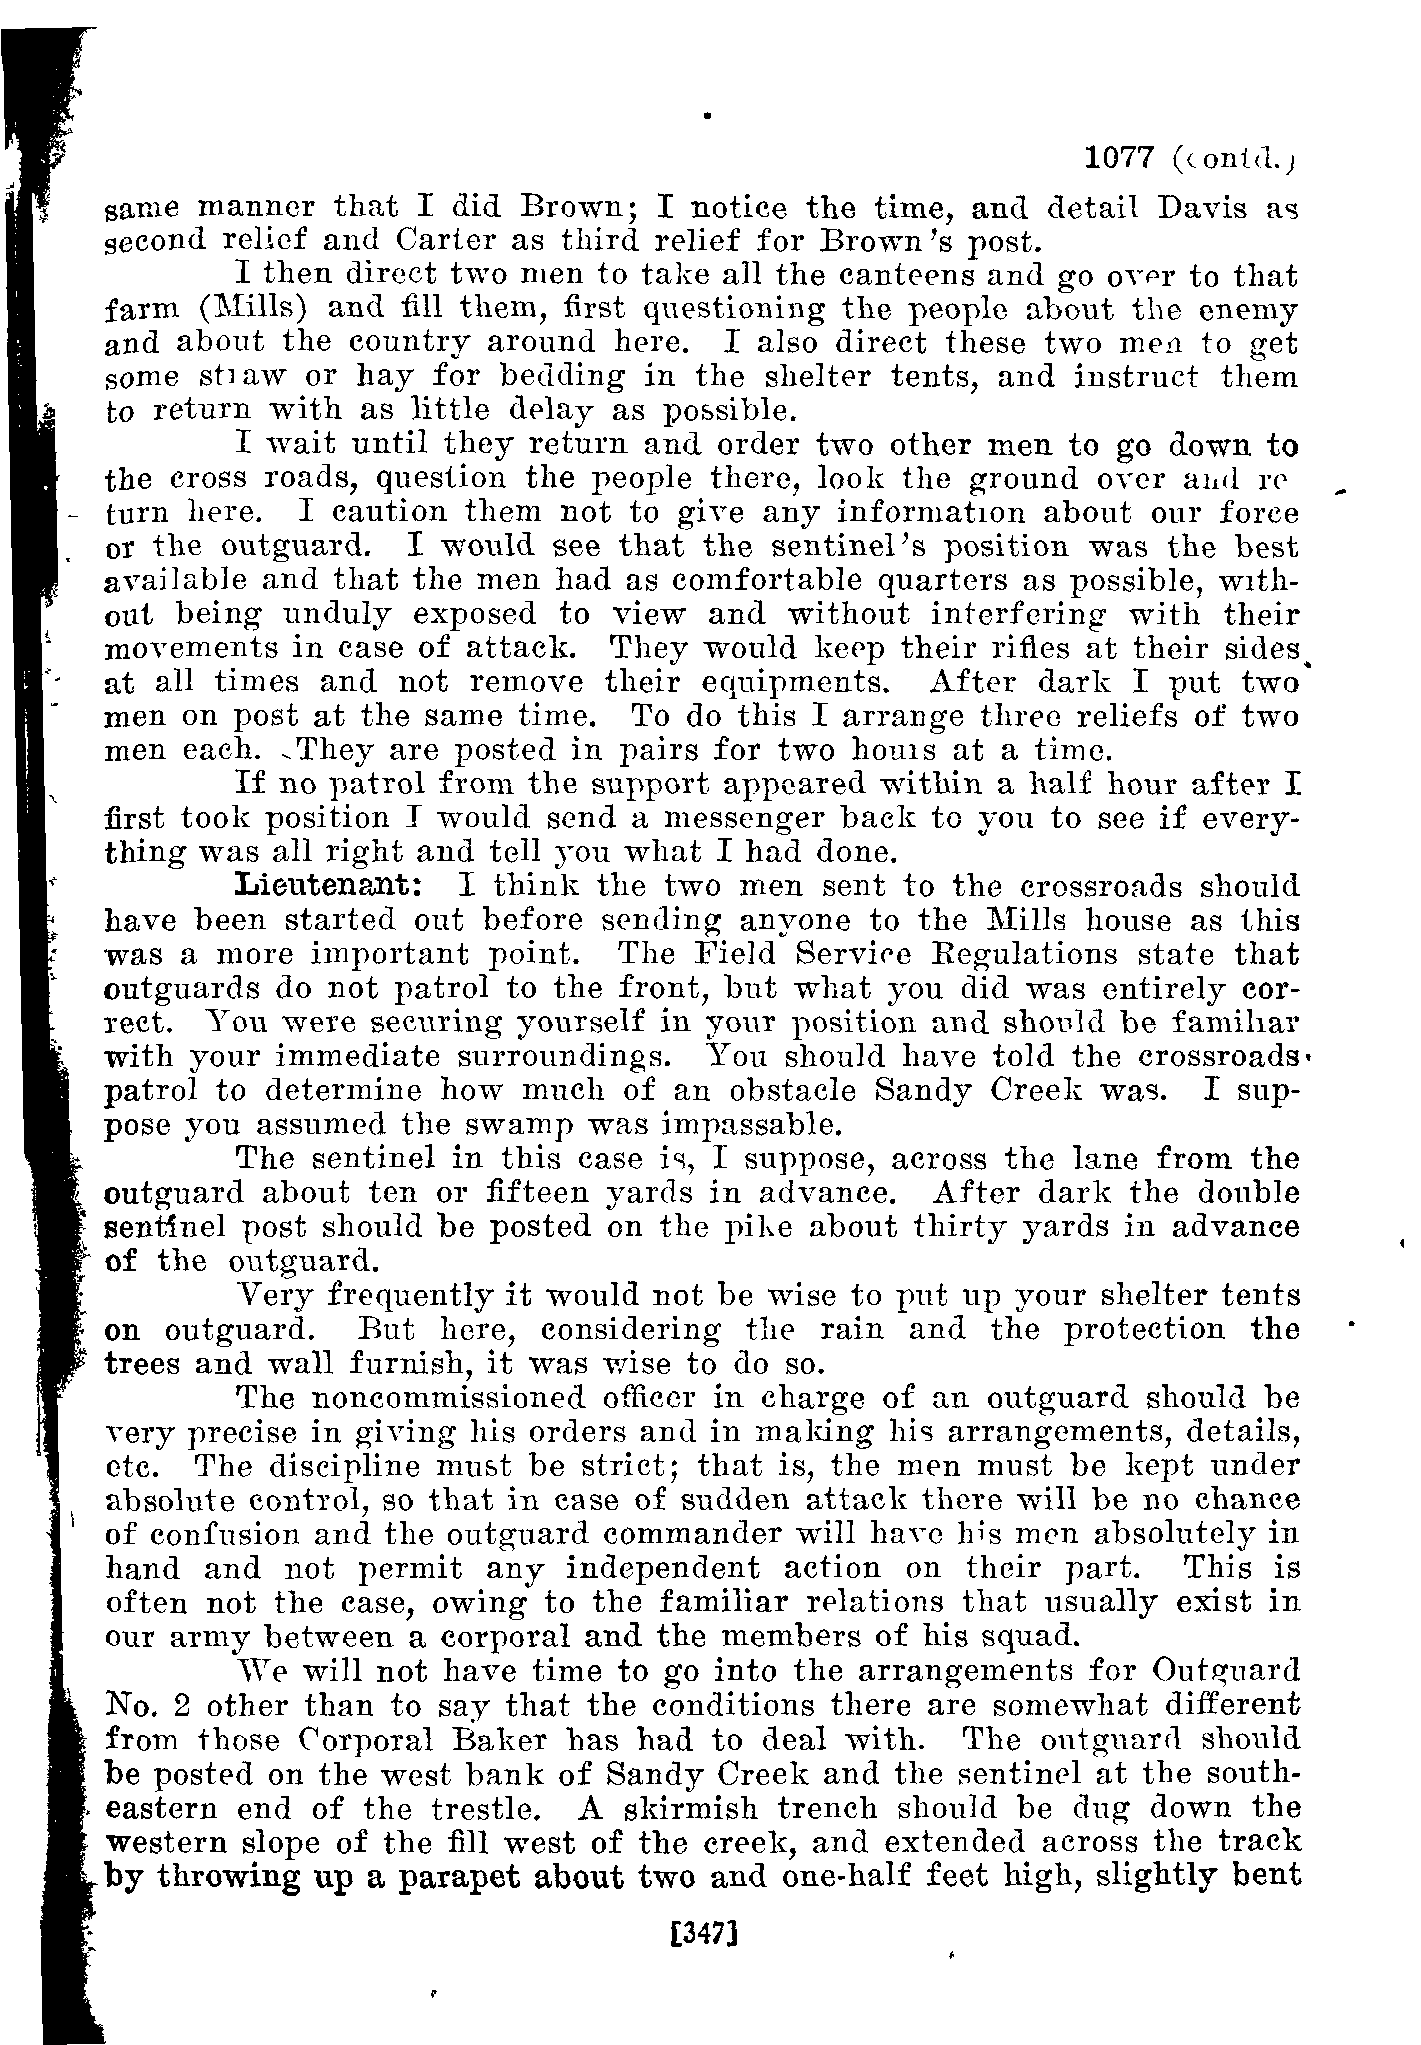 1077 (contd.)
same manner that I did Brown; I notice the time, and detail Davis as
second relief and Carter as third relief for Brown's post.
I then direct two men to take all the canteens and go over to that
farm (Mills) and fill them, first questioning the people about the enemy
and about the country around here. I also direct these two men to get
some straw or hay for bedding in the shelter tents, and instruct them
to return with as little delay as possible.
I wait until they return and order two other men to go down to
the cross roads, question the people there, look the ground over and re-
turn here. I caution them not to give any information about our force
or the outguard. I would see that the sentinel's position was the best
available and that the men had as comfortable quarters as possible, with-
out being unduly exposed to view and without interfering with their
movements in case of attack. They would keep their rifles at their sides
at all times and not remove their equipments. After dark I put two
men on post at the same time. To do this I arrange three reliefs of two
men each. They are posted in pairs for two hours at a time.
If no patrol from the support appeared within a half hour after I
first took position I would send a messenger back to you to see if every-
thing was all right and tell you what I had done.
Lieutenant: I think the two men sent to the crossroads should
have been started out before sending anyone to the Mills house as this
was a more important point. The Field Service Regulations state that
outguards do not patrol to the front, but what you did was entirely cor-
rect. You were securing yourself in your position and should be familiar
with your immediate surroundings. You should have told the crossroads
patrol to determine how much of an obstacle Sandy Creek was. I sup-
pose you assumed the swamp was impassable.
The sentinel in this case is, I suppose, across the lane from the
outguard about ten or fifteen yards in advance. After dark the double
sentinel post should be posted on the pike about thirty yards in advance
of the outguard.
Very frequently it would not be wise to put up your shelter tents
on outguard. But here, considering the rain and the protection the
trees and wall furnish, it was wise to do so.
The noncommissioned officer in charge of an outguard should be
very precise in giving his orders and in making his arrangements, details,
etc. The discipline must be strict; that is, the men must be kept under
absolute control, so that in case of sudden attack there will be no chance
of confusion and the outguard commander will have his men absolutely in
hand and not permit any independent action on their part. This is
often not the case, owing to the familiar relations that usually exist in
our army between a corporal and the members of his squad.
We will not have time to go into the arrangements for Outguard
No. 2 other than to say that the conditions there are somewhat different
from those Corporal Baker has had to deal with. The outguard should
be posted on the west bank of Sandy Creek and the sentinel at the south-
eastern end of the trestle. A skirmish trench should be dug down the
western slope of the fill west of the creek, and extended across the track
by throwing up a parapet about two and one-half feet high, slightly bent
[347]